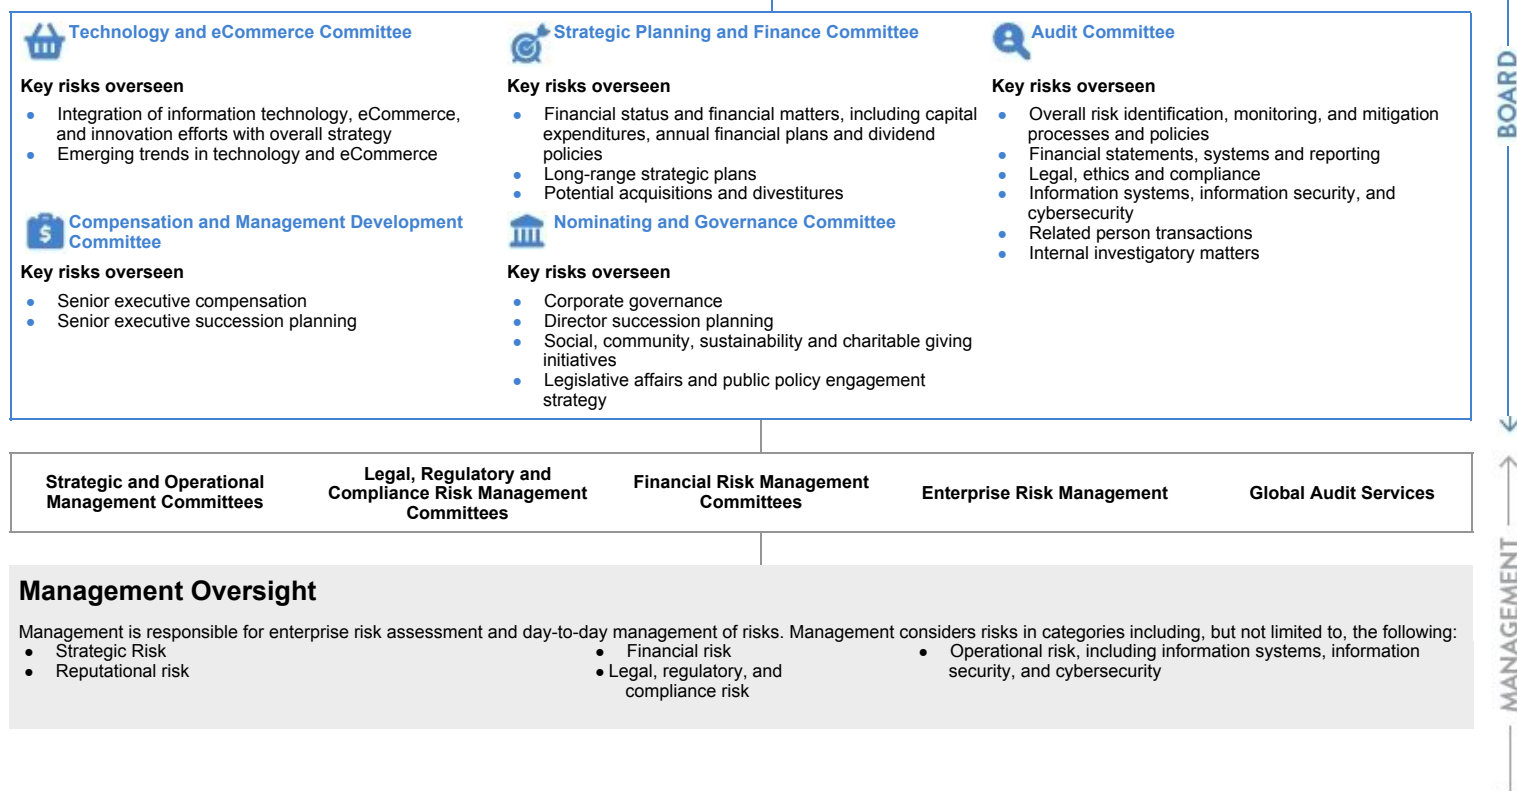 Technology and eCommerce Committee
Key risks overseen
● Integration of information technology, eCommerce,
and innovation efforts with overall strategy
● Emerging trends in technology and eCommerce
Compensation and Management Development
Committee
Key risks overseen
● Senior executive compensation
● Senior executive succession planning
Strategic Planning and Finance Committee
Key risks overseen
● Financial status and financial matters, including capital
expenditures, annual financial plans and dividend
policies
● Long-range strategic plans
● Potential acquisitions and divestitures
Nominating and Governance Committee
Key risks overseen
● Corporate governance
● Director succession planning
● Social, community, sustainability and charitable giving
initiatives
● Legislative affairs and public policy engagement
strategy
Audit Committee
Key risks overseen
● Overall risk identification, monitoring, and mitigation
processes and policies
● Financial statements, systems and reporting
● Legal, ethics and compliance
● Information systems, information security, and
cybersecurity
● Related person transactions
● Internal investigatory matters
BOARD
Strategic and Operational
Management Committees
Legal, Regulatory and
Compliance Risk Management
Committees
Financial Risk Management
Committees
Enterprise Risk Management
Global Audit Services
MANAGEMENT
Management Oversight
Management is responsible for enterprise risk assessment and day-to-day management of risks. Management considers risks in categories including, but not limited to, the following:
● Strategic Risk
● Reputational risk
● Financial risk
● Legal, regulatory, and
compliance risk
● Operational risk, including information systems, information
security, and cybersecurity